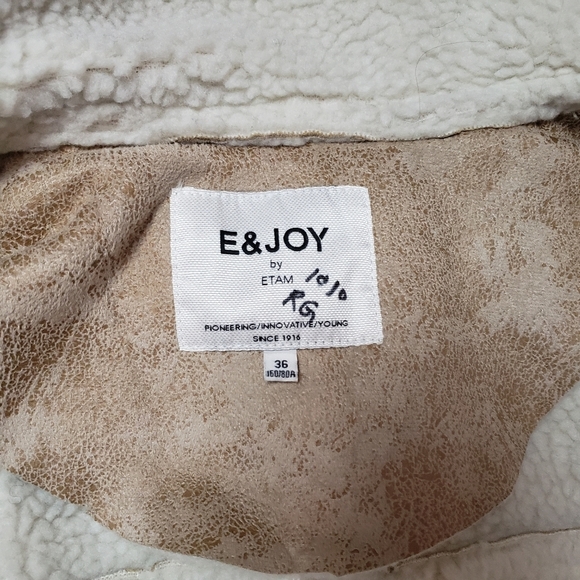 E&JOY
by
ETAM
1010
RG
PIONEERING/INNOVATIVE/YOUNG
SINCE 1916
36
160/80A